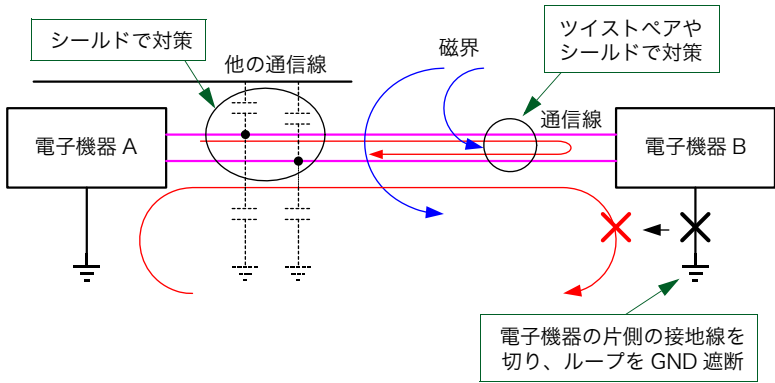 シールドで対策
他の通信線
磁界
ツイストペアや
シールドで対策
通信線
電子機器 A
電子機器 B
電子機器の片側の接地線を
切り、ループを GND 遮断